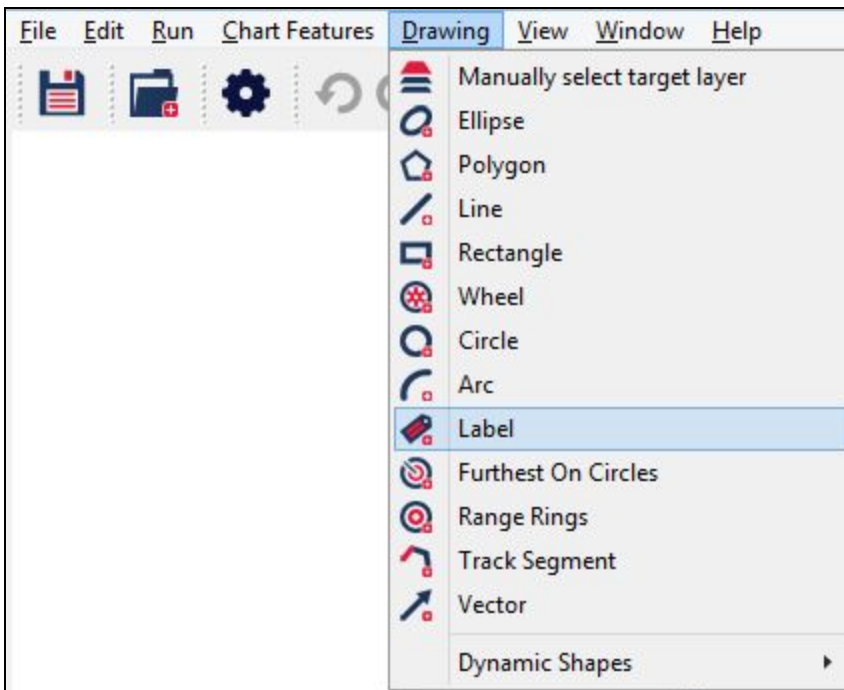 File Edit Run Chart Features Drawing View Window Help
Manually select target layer
Ellipse
Polygon
Line
Rectangle
Wheel
Circle
Arc
Label
Furthest On Circles
Range Rings
Track Segment
Vector
Dynamic Shapes